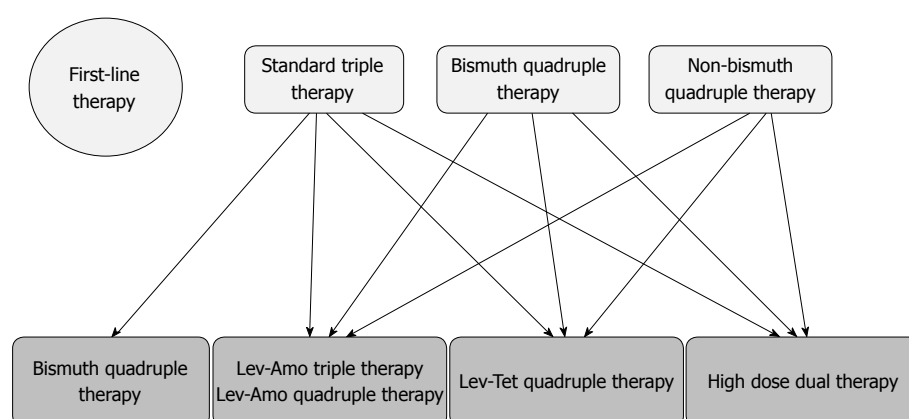 First-line
therapy
Standard triple
therapy
Bismuth quadruple
therapy
Non-bismuth
quadruple therapy
Bismuth quadruple
therapy
Lev-Amo triple therapy
Lev-Amo quadruple therapy
Lev-Tet quadruple therapy
High dose dual therapy